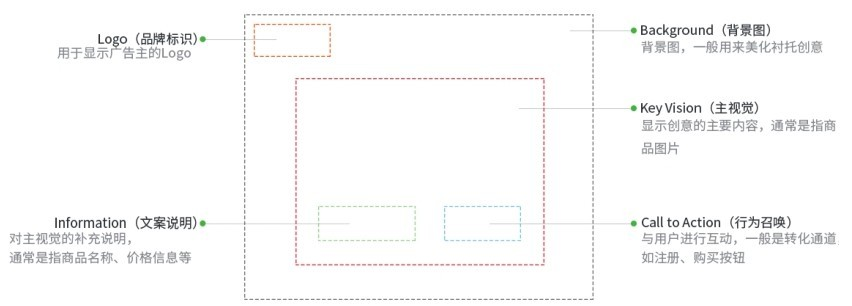 Logo（品牌标识）
用于显示广告主的Logo
Background（背景图）
背景图，一般用来美化衬托创意
Key Vision（主视觉）
显示创意的主要内容，通常是指商
品图片
Information（文案说明）
对主视觉的补充说明，
通常是指商品名称、价格信息等
Call to Action（行为召唤）
与用户进行互动，一般是转化通道
如注册、购买按钮